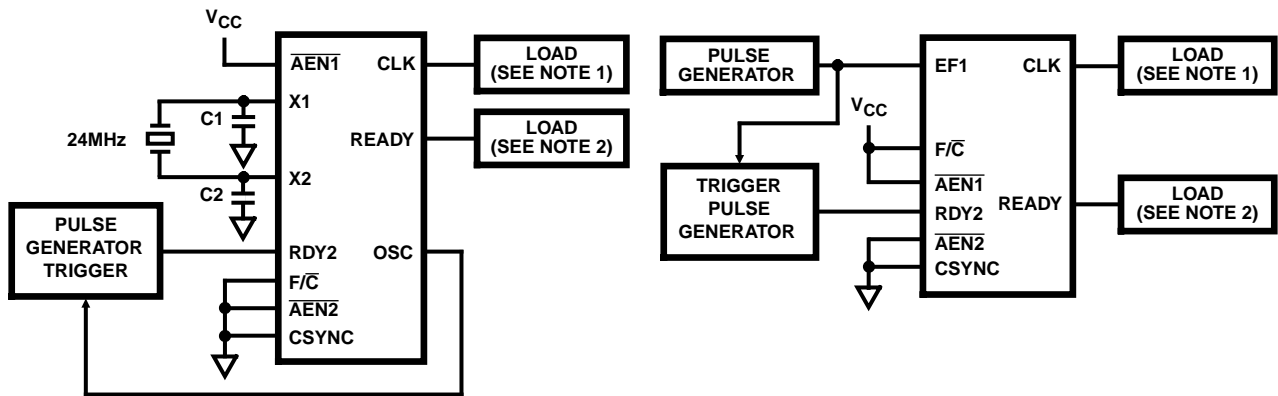 VCC
AEN1
CLK
LOAD
(SEE NOTE 1)
X1
C1
24MHz
READY
LOAD
(SEE NOTE 2)
X2
C2
PULSE
GENERATOR
TRIGGER
RDY2
OSC
F/C
AEN2
CSYNC
PULSE
GENERATOR
EF1
CLK
LOAD
(SEE NOTE 1)
VCC
F/C
AEN1
TRIGGER
PULSE
GENERATOR
RDY2
READY
LOAD
(SEE NOTE 2)
AEN2
CSYNC